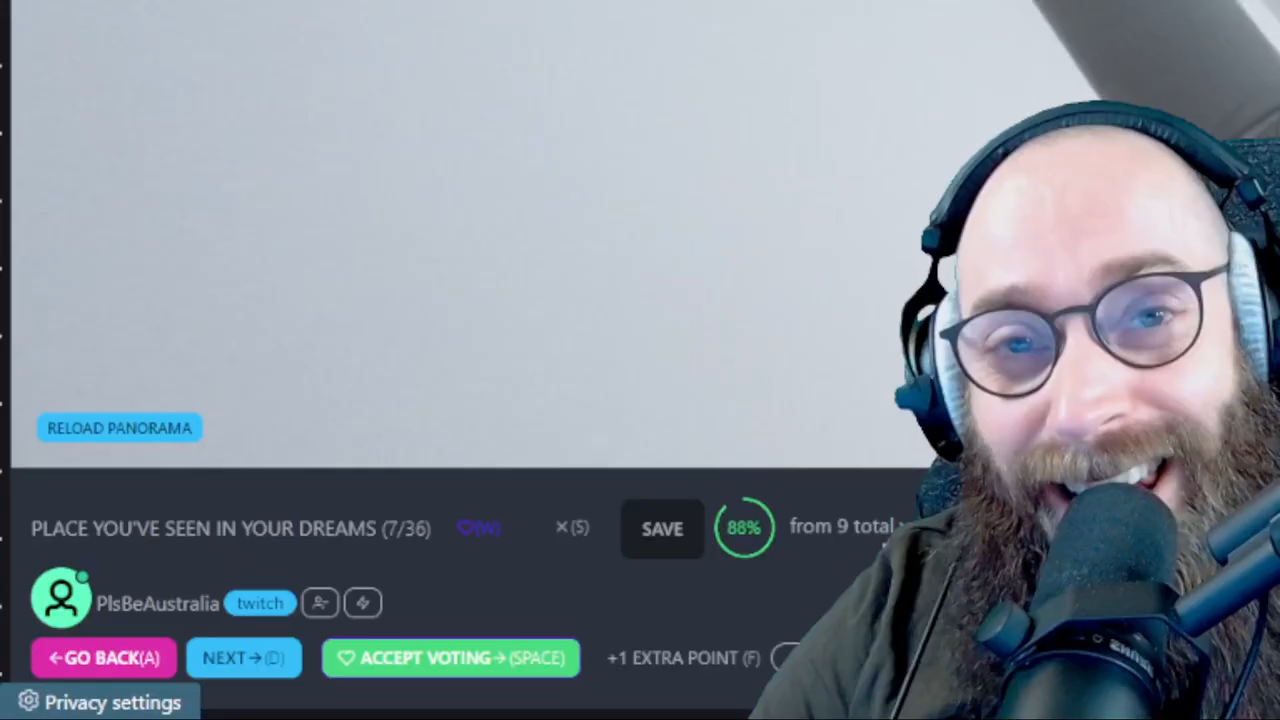 RELOAD PANORAMA
PLACE YOU'VE SEEN IN YOUR DREAMS (7/36) ♡(W) ×(S) SAVE 88% from 9 total
PlsBeAustralia twitch
←GO BACK(A) NEXT→(D) ♡ ACCEPT VOTING→(SPACE) +1 EXTRA POINT (F)
Privacy settings